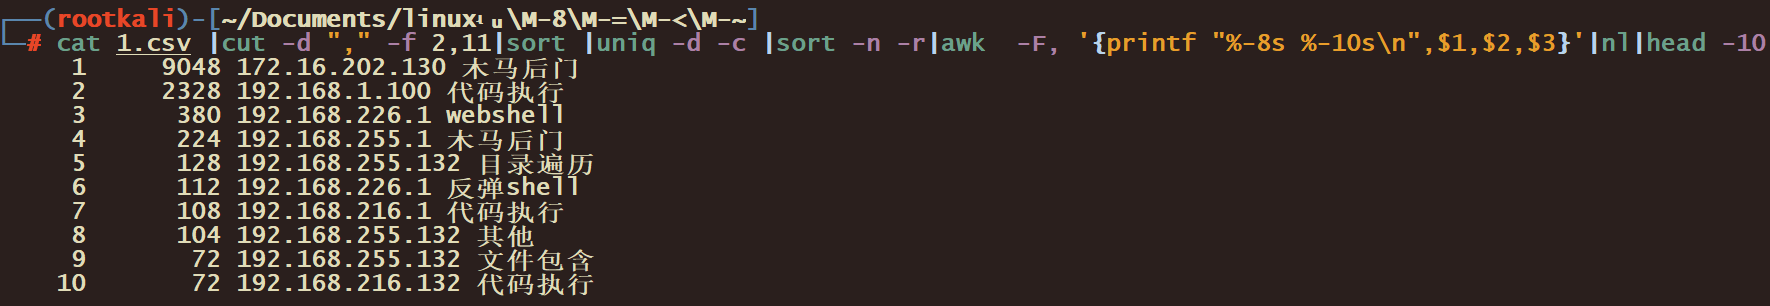 (rootkali)-[~/Documents/linux\M-8\M-=\M-<\M-~]
# cat 1.csv |cut -d "," -f 2,11|sort |uniq -d -c |sort -n -r|awk  -F, '{printf "%-8s %-10s\n",$1,$2,$3}'|nl|head -10
1 9048 172.16.202.130 木马后门
2 2328 192.168.1.100 代码执行
3 380 192.168.226.1 webshell
4 224 192.168.255.1 木马后门
5 128 192.168.255.132 目录遍历
6 112 192.168.226.1 反弹shell
7 108 192.168.216.1 代码执行
8 104 192.168.255.132 其他
9 72 192.168.255.132 文件包含
10 72 192.168.216.132 代码执行